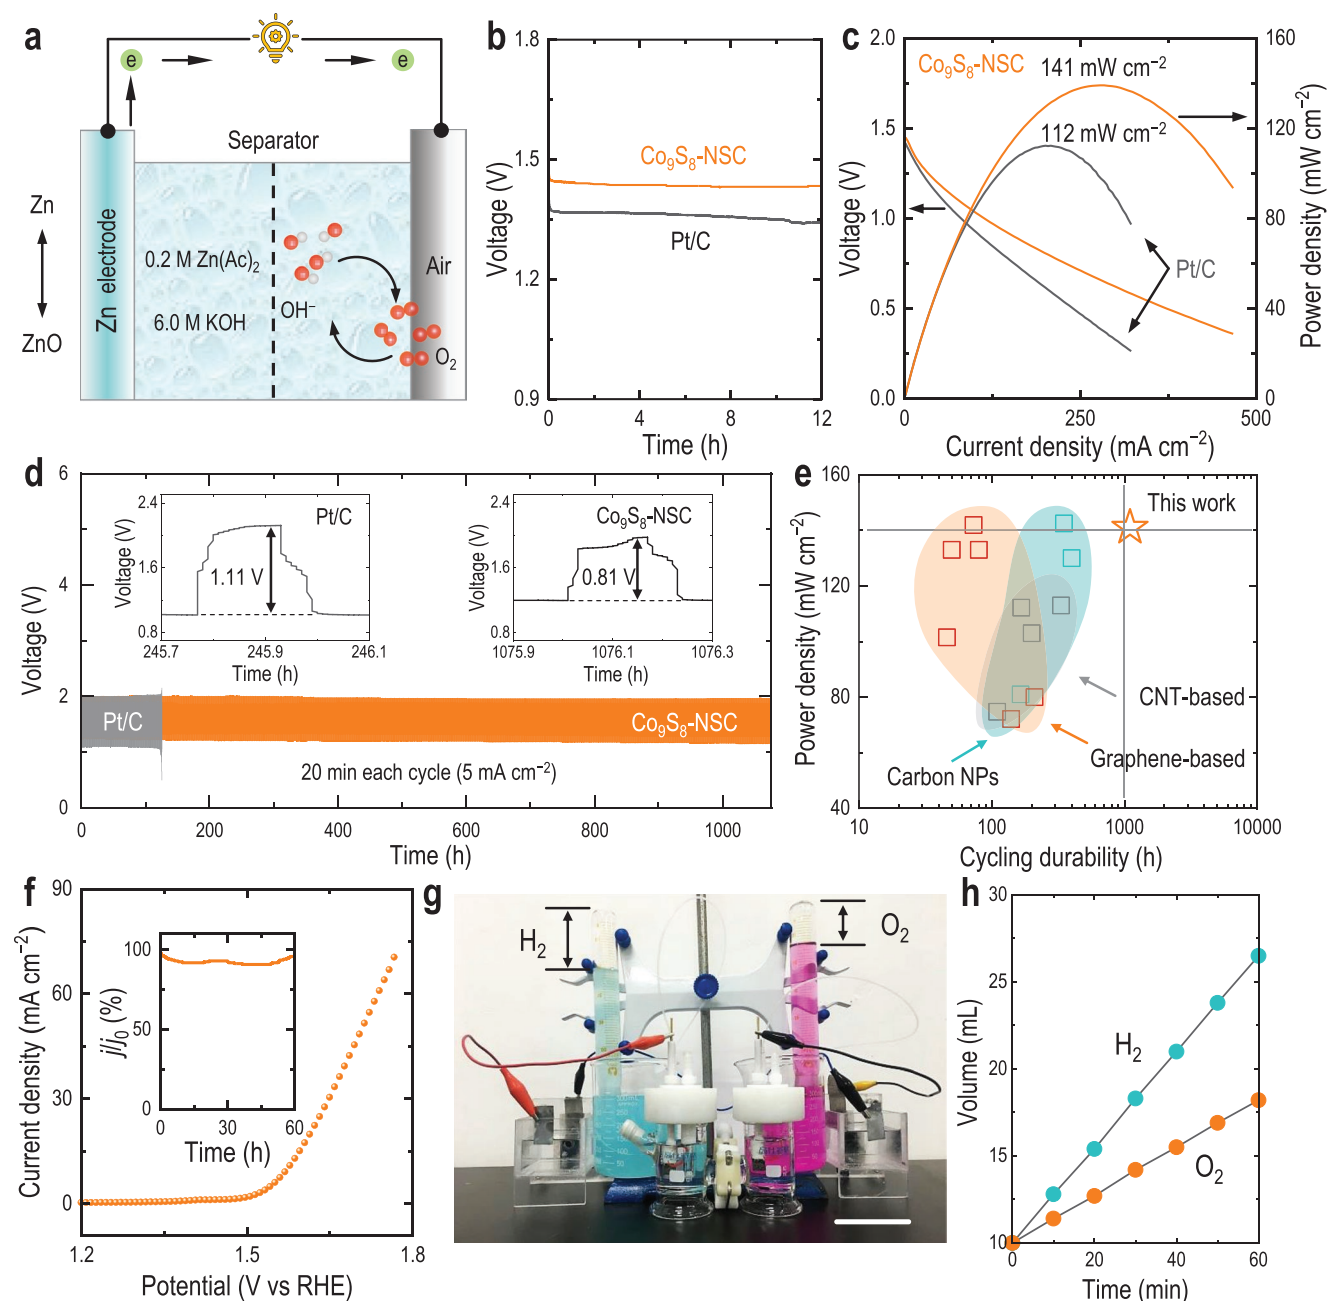 a
e
e
Separator
Zn
ZnO
Zn electrode
0.2 M Zn(Ac)₂
6.0 M KOH
OH⁻
Air
O₂
b
Voltage (V)
1.8
1.5
1.2
0.9
Co₉S₈-NSC
Pt/C
0
4
8
12
Time (h)
c
Voltage (V)
2.0
1.5
1.0
0.5
0.0
Co₉S₈-NSC
141 mW cm⁻²
112 mW cm⁻²
Pt/C
160
120
80
40
0
Power density (mW cm⁻²)
0
250
500
Current density (mA cm⁻²)
d
Voltage (V)
6
4
2
0
Voltage (V)
2.4
1.6
0.8
Pt/C
1.11 V
245.7
245.9
246.1
Time (h)
Voltage (V)
2.4
1.6
0.8
Co₉S₈-NSC
0.81 V
1075.9
1076.1
1076.3
Time (h)
Pt/C
Co₉S₈-NSC
20 min each cycle (5 mA cm⁻²)
0
200
400
600
800
1000
Time (h)
e
Power density (mW cm⁻²)
160
120
80
40
This work
CNT-based
Graphene-based
Carbon NPs
10
100
1000
10000
Cycling durability (h)
f
Current density (mA cm⁻²)
90
60
30
0
j/j₀ (%)
100
50
0
0
30
60
Time (h)
1.2
1.5
1.8
Potential (V vs RHE)
g
H₂
O₂
h
Volume (mL)
30
25
20
15
10
H₂
O₂
0
20
40
60
Time (min)